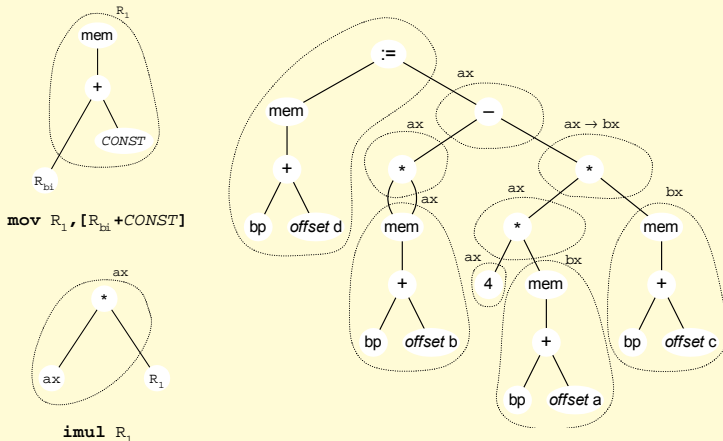 R1
mem
+
CONST
Rbi
mov R1,[Rbi+CONST]
ax
*
ax
R1
imul R1
:=
ax
mem
–
ax
ax → bx
+
*
*
ax
ax
bx
bp
offset d
mem
*
mem
ax
bx
+
4
mem
+
bp
offset b
+
bp
offset c
bp
offset a